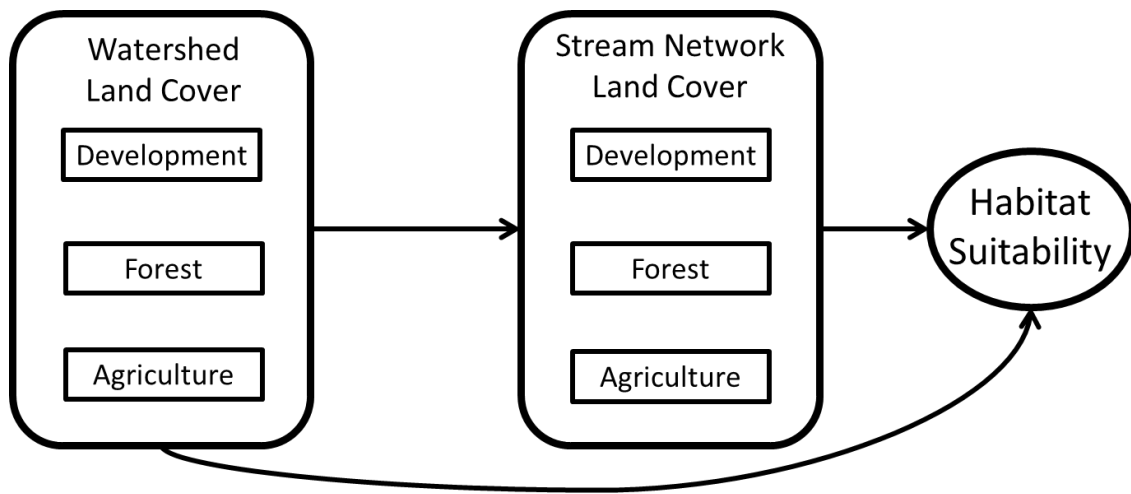 Watershed
Land Cover
Development
Forest
Agriculture
Stream Network
Land Cover
Development
Forest
Agriculture
Habitat
Suitability